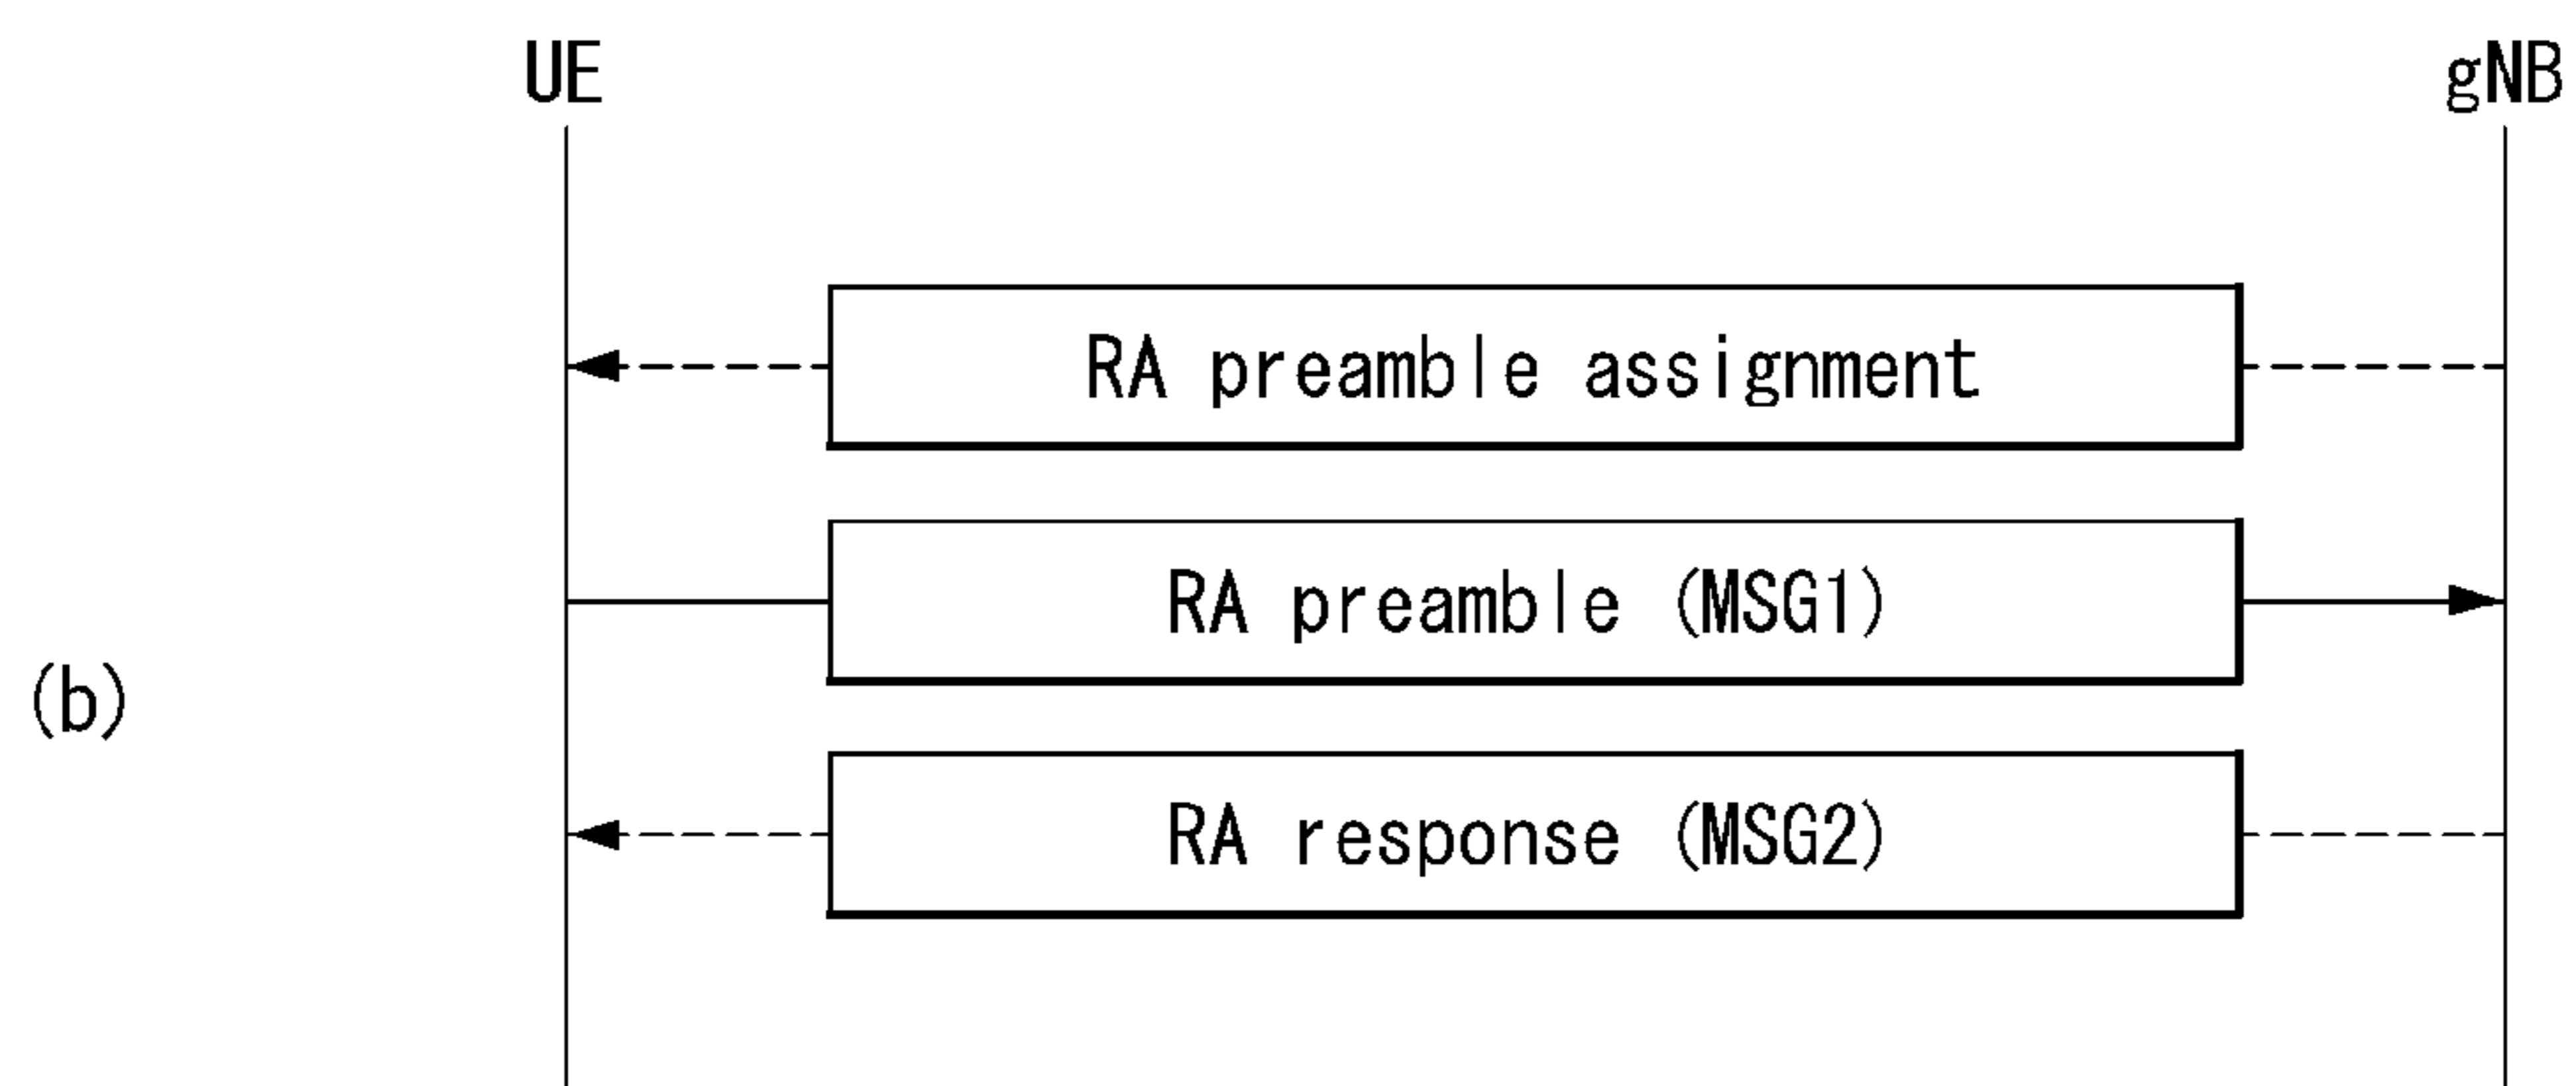 UE gNB
RA preamble assignment
RA preamble (MSG1)
(b)
RA response (MSG2)